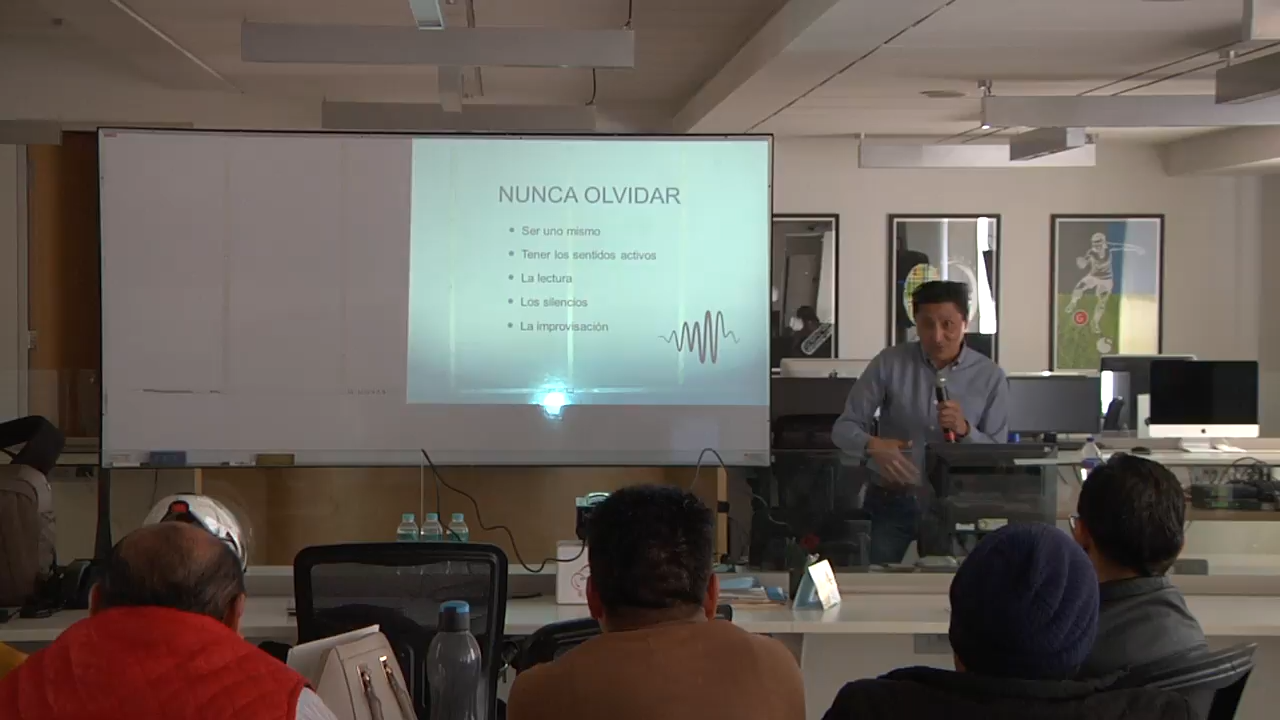 NUNCA OLVIDAR
• Ser uno mismo
• Tener los sentidos activos
• La lectura
• Los silencios
• La improvisación